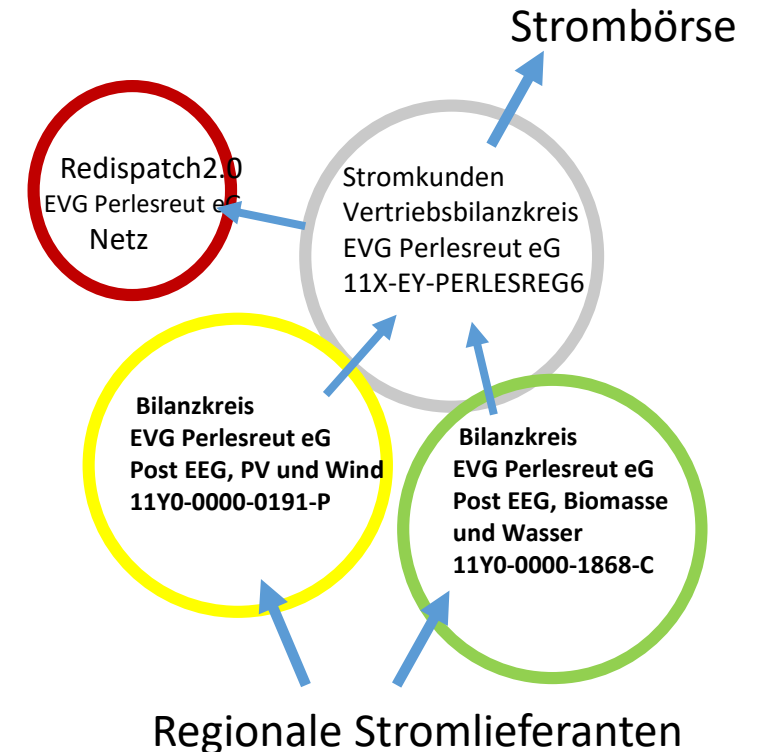 Strombörse
Redispatch2.0
EVG Perlesreut eG
Netz
Stromkunden
Vertriebsbilanzkreis
EVG Perlesreut eG
11X-EY-PERLESREG6
Bilanzkreis
EVG Perlesreut eG
Post EEG, PV und Wind
11Y0-0000-0191-P
Bilanzkreis
EVG Perlesreut eG
Post EEG, Biomasse
und Wasser
11Y0-0000-1868-C
Regionale Stromlieferanten